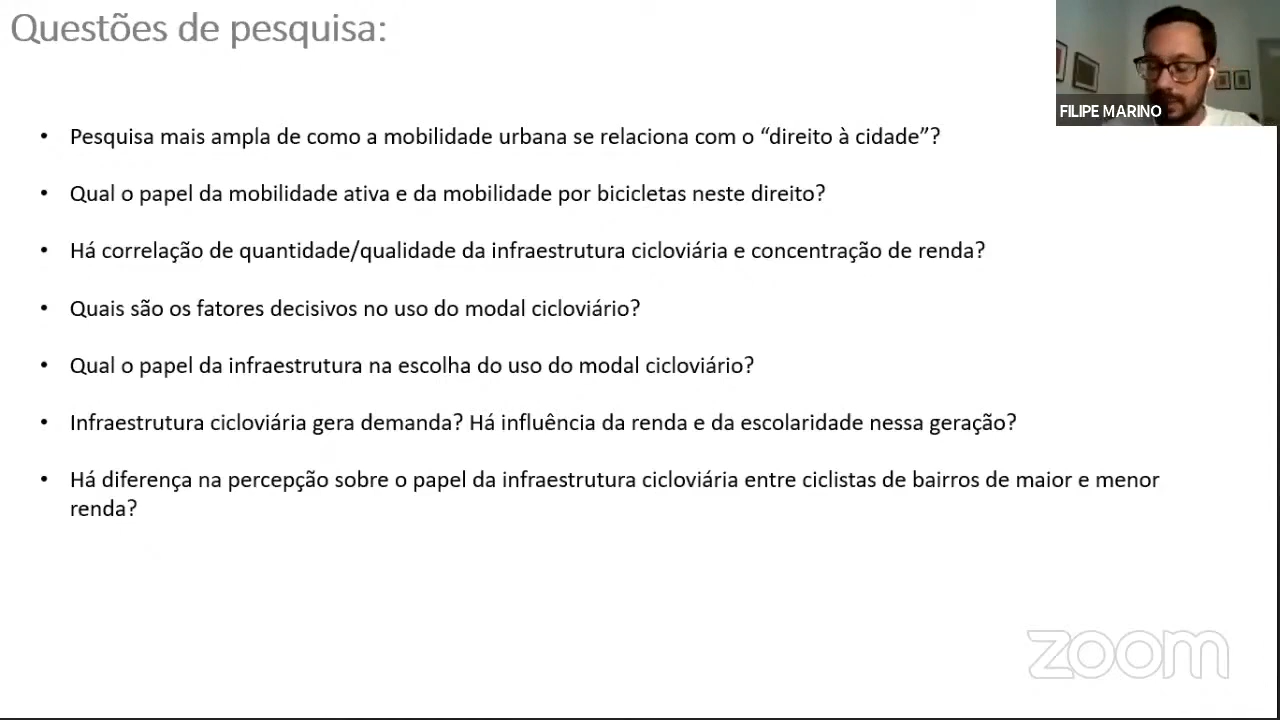 Questões de pesquisa:
FILIPE MARINO
• Pesquisa mais ampla de como a mobilidade urbana se relaciona com o “direito à cidade”?
• Qual o papel da mobilidade ativa e da mobilidade por bicicletas neste direito?
• Há correlação de quantidade/qualidade da infraestrutura cicloviária e concentração de renda?
• Quais são os fatores decisivos no uso do modal cicloviário?
• Qual o papel da infraestrutura na escolha do uso do modal cicloviário?
• Infraestrutura cicloviária gera demanda? Há influência da renda e da escolaridade nessa geração?
• Há diferença na percepção sobre o papel da infraestrutura cicloviária entre ciclistas de bairros de maior e menor
renda?
zoom